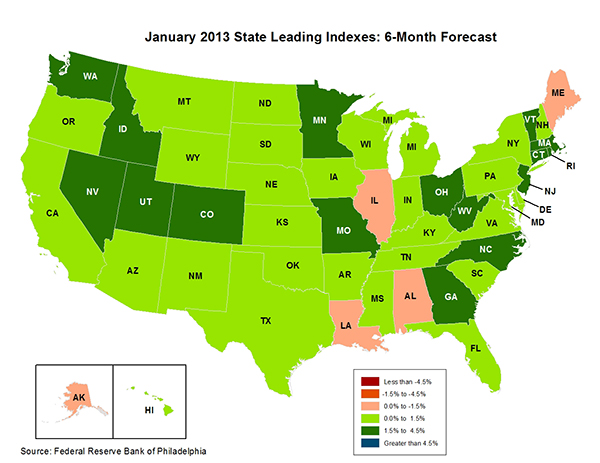 January 2013 State Leading Indexes: 6-Month Forecast
WA
MT
ND
MN
ME
OR
ID
SD
WI
MI
MI
VT
NH
NY
MA
CT
RI
WY
IA
PA
NJ
NE
NV
UT
CO
IL
IN
OH
WV
DE
MD
VA
CA
KS
MO
KY
AZ
NM
OK
AR
TN
NC
SC
TX
MS
AL
GA
LA
FL
AK
HI
Less than -4.5%
-1.5% to -4.5%
0.0% to -1.5%
0.0% to 1.5%
1.5% to 4.5%
Greater than 4.5%
Source: Federal Reserve Bank of Philadelphia